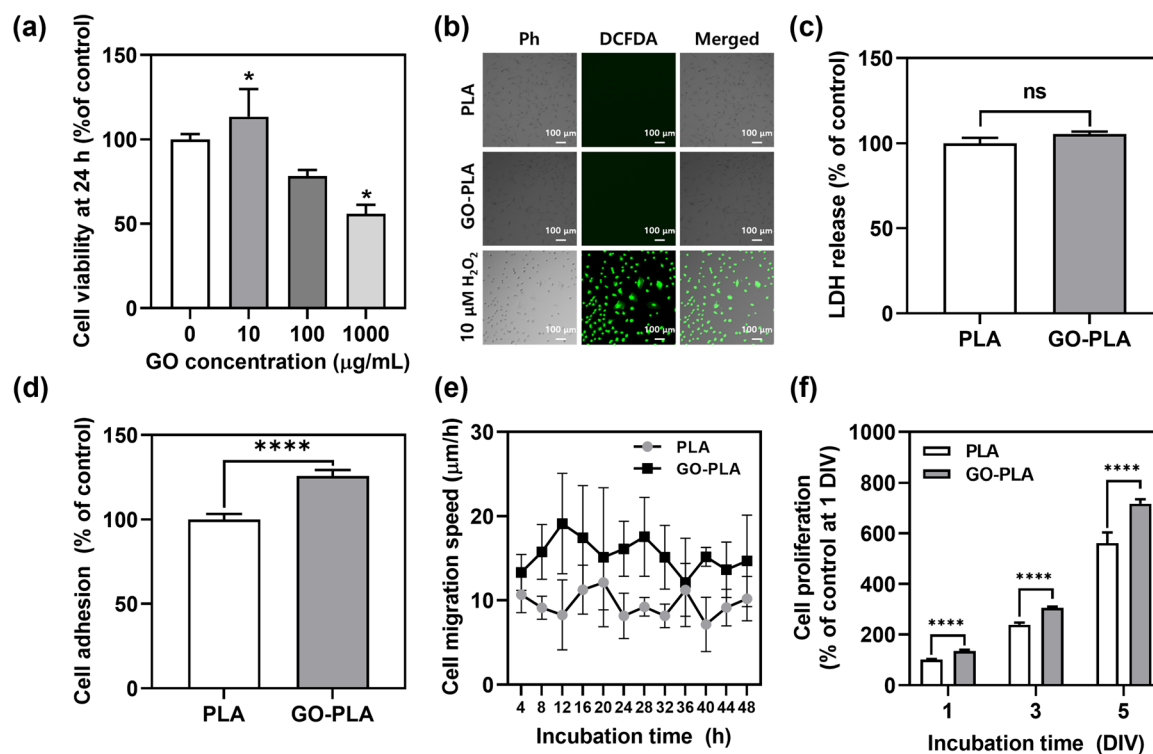 (a)
Cell viability at 24 h (%of control)
150
100
50
0
*
*
0 10 100 1000
GO concentration (μg/mL)
(b)
Ph DCFDA Merged
PLA
100 μm 100 μm 100 μm
GO-PLA
100 μm 100 μm 100 μm
10 μM H₂O₂
100 μm 100 μm 100 μm
(c)
LDH release (% of control)
150
100
50
0
ns
PLA GO-PLA
(d)
Cell adhesion (% of control)
150
100
50
0
****
PLA GO-PLA
(e)
Cell migration speed (μm/h)
30
20
10
0
PLA
GO-PLA
4 8 12 16 20 24 28 32 36 40 44 48
Incubation time (h)
(f)
Cell proliferation
(% of control at 1 DIV)
1000
800
600
400
200
0
PLA
GO-PLA
****
****
****
1 3 5
Incubation time (DIV)